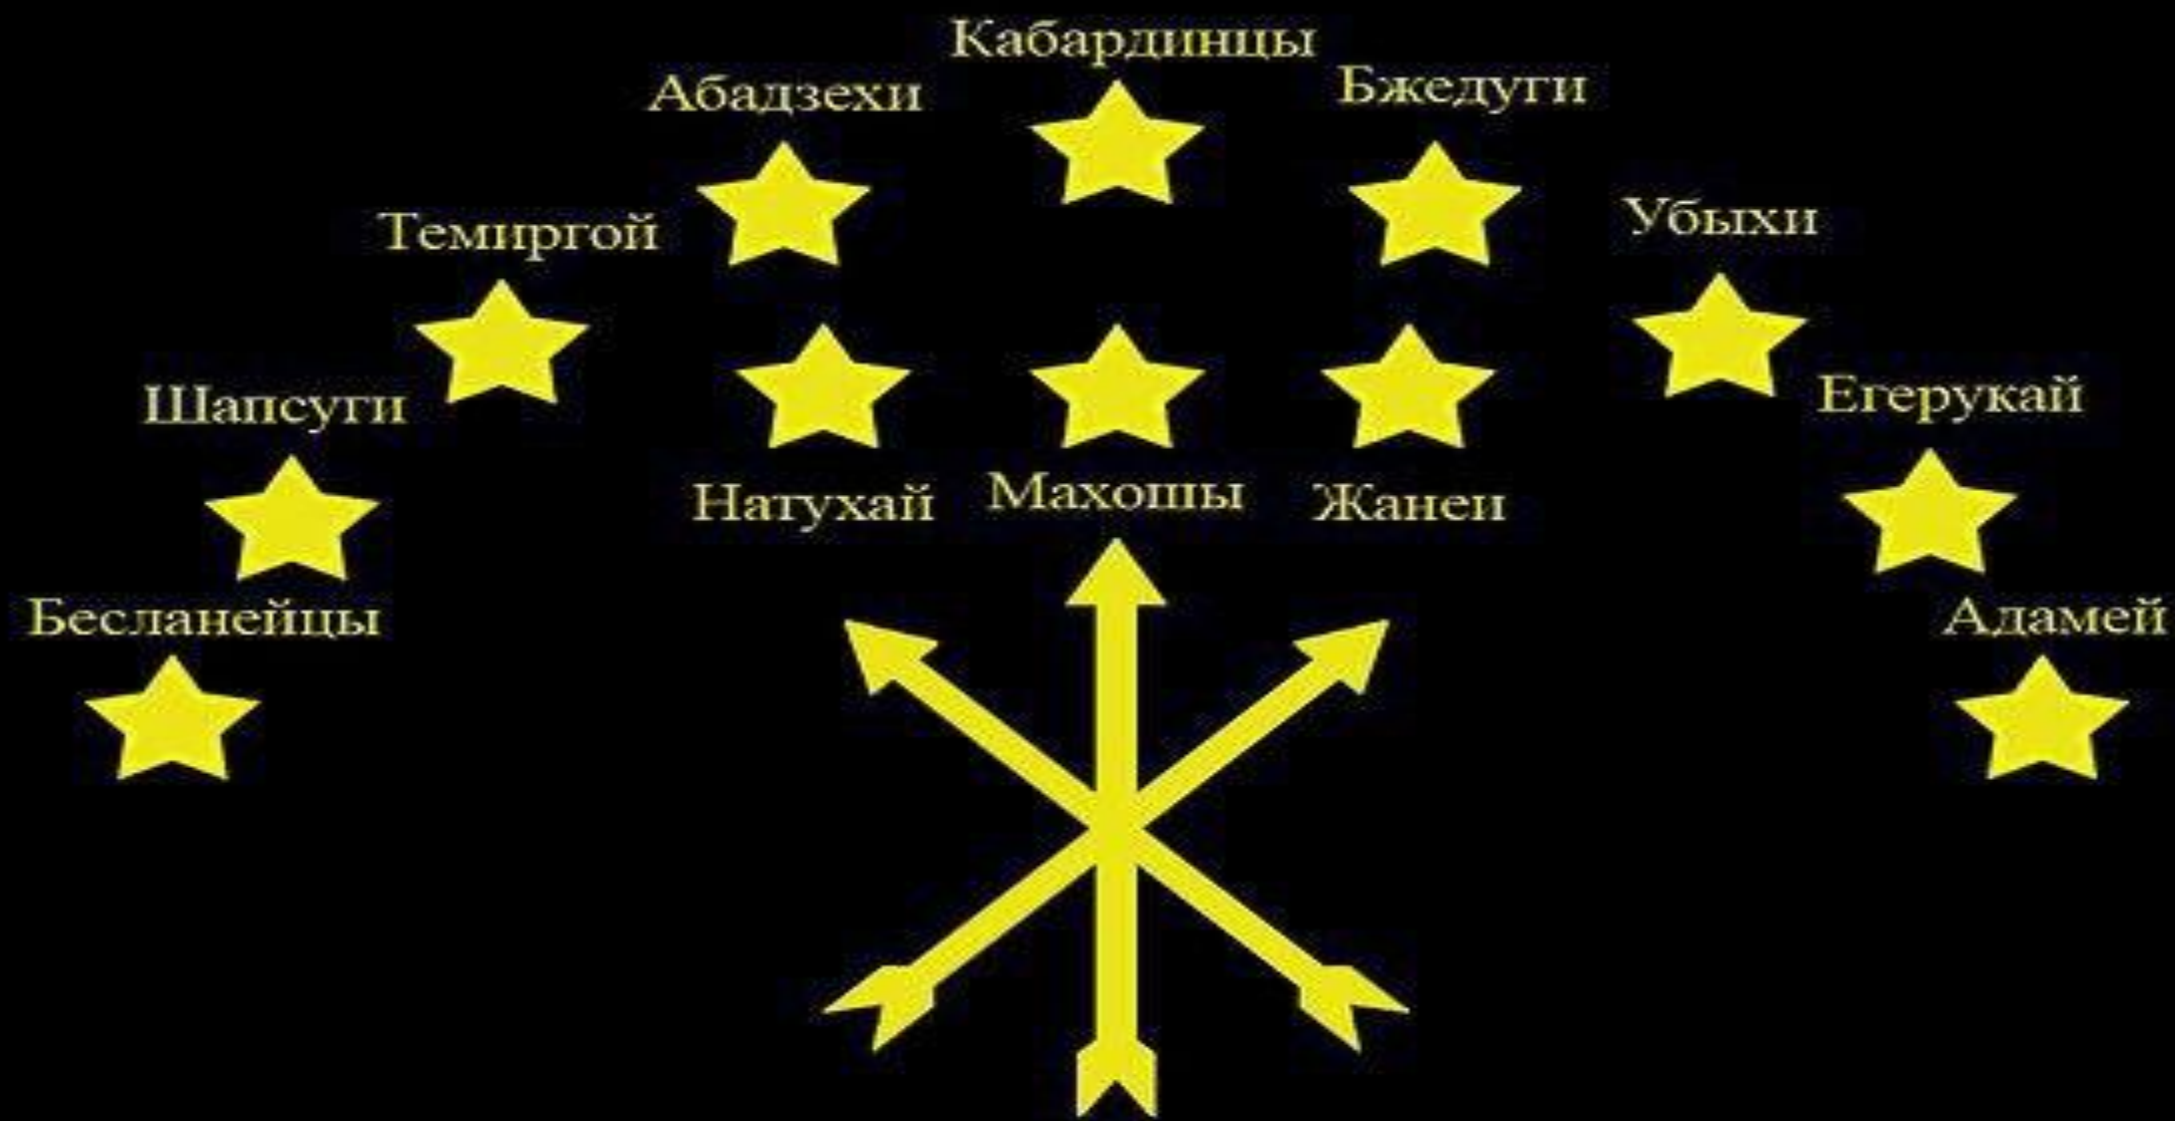 Кабардинцы
Абадзехи
Бжедуги
Темиргой
Убыхи
Шапсуги
Егерукай
Натухай
Махошы
Жанеи
Бесланейцы
Адамей